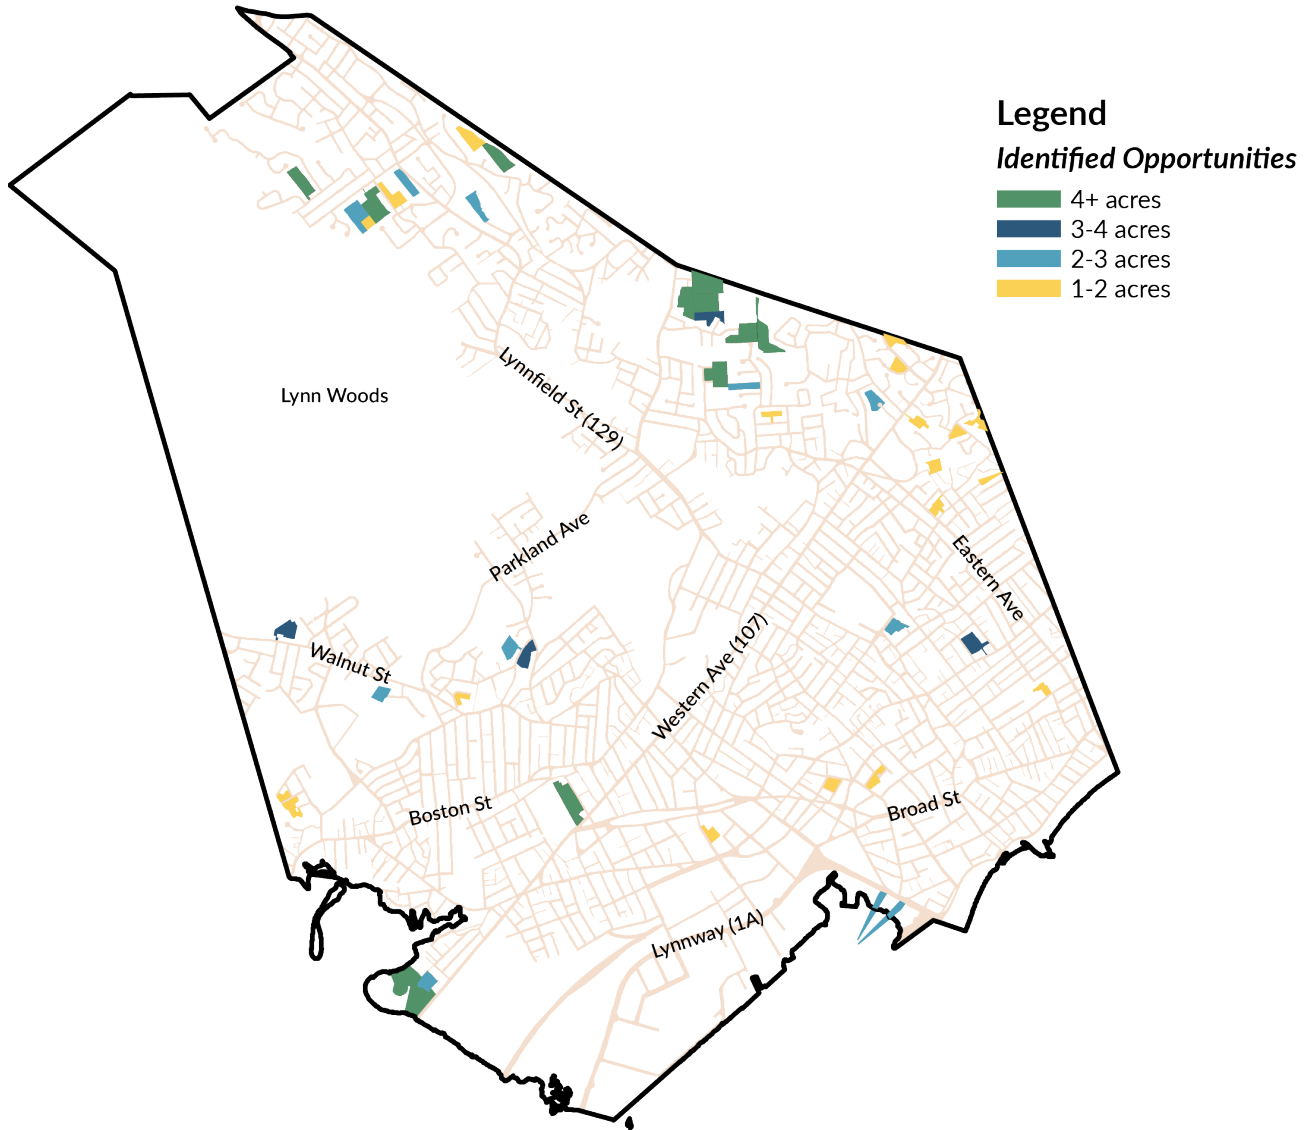 Legend
Identified Opportunities
4+ acres
3-4 acres
2-3 acres
1-2 acres
Lynnfield St (129)
Lynn Woods
Parkland Ave
Eastern Ave
Western Ave (107)
Walnut St
Boston St
Broad St
Lynnway (1A)